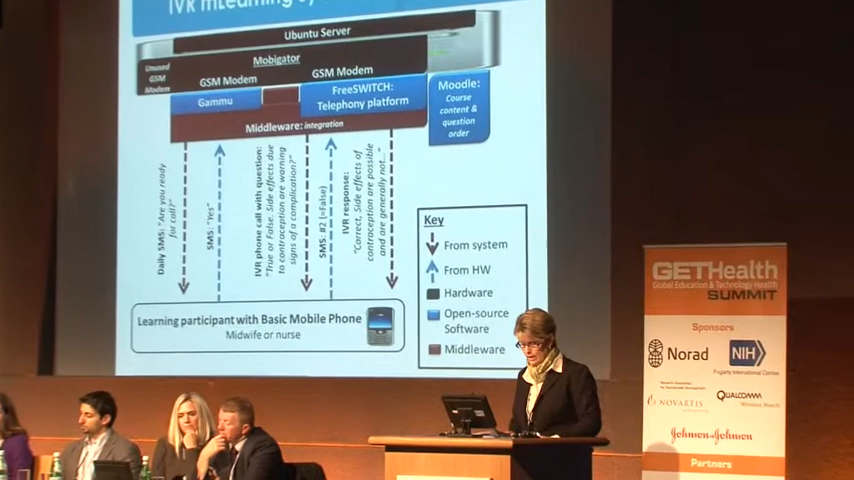 IVR mLearning
Ubuntu Server
Unused
GSM
Modem
Mobigator
GSM Modem
GSM Modem
Gammu
FreeSWITCH:
Telephony platform
Moodle:
Course
content &
question
order
Middleware: integration
Daily SMS: "Are you ready
for call?"
SMS: "Yes"
IVR phone call with question:
"True or False. Side effects due
to contraception are warning
signs of a complication?"
SMS: #2 (=False)
IVR response:
"Correct, Side effects of
contraception are possible
and are generally not..."
Key
From system
From HW
Hardware
Open-source
Software
Middleware
Learning participant with Basic Mobile Phone
Midwife or nurse
GETHealth
Global Education & Technology Health
SUMMIT
Sponsors
Norad
NIH
Fogarty International Center
NOVARTIS
QUALCOMM
Wireless Reach
Johnson & Johnson
Partners